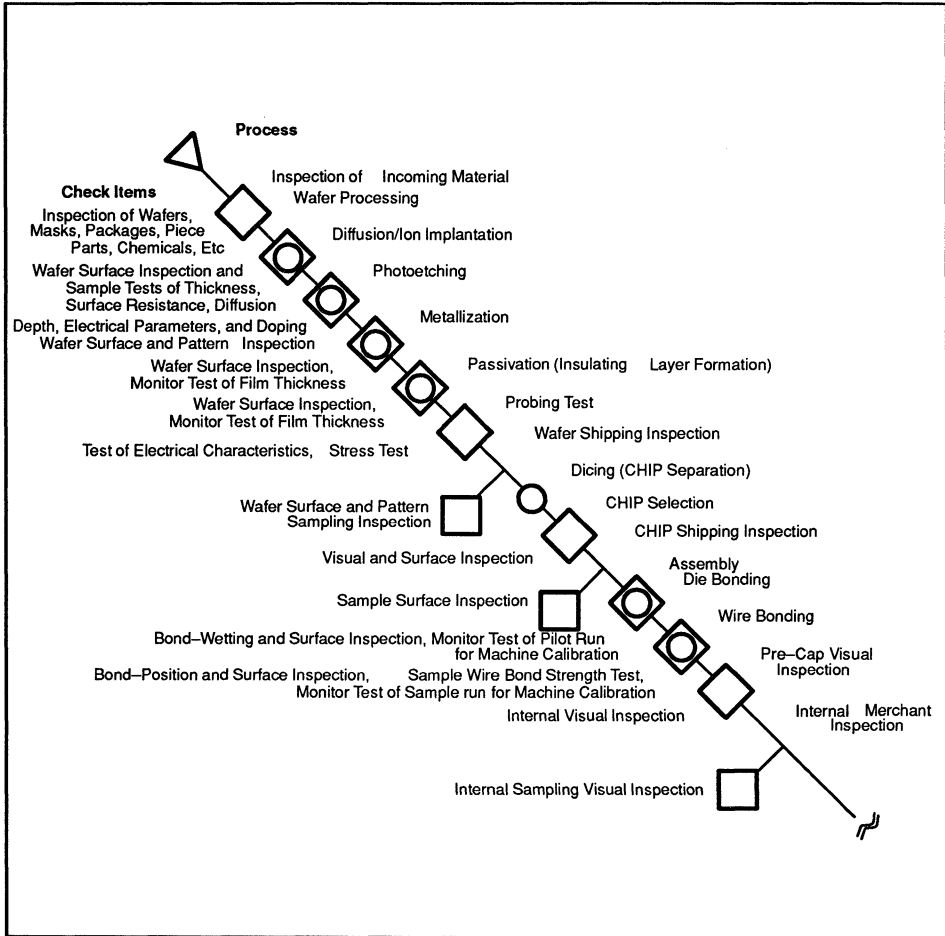 Process
Inspection of Incoming Material
Wafer Processing
Check Items
Inspection of Wafers,
Masks, Packages, Piece
Parts, Chemicals, Etc
Diffusion/Ion Implantation
Wafer Surface Inspection and
Sample Tests of Thickness,
Surface Resistance, Diffusion
Photoetching
Depth, Electrical Parameters, and Doping
Wafer Surface and Pattern Inspection
Metallization
Wafer Surface Inspection,
Monitor Test of Film Thickness
Passivation (Insulating Layer Formation)
Wafer Surface Inspection,
Monitor Test of Film Thickness
Probing Test
Wafer Shipping Inspection
Test of Electrical Characteristics, Stress Test
Dicing (CHIP Separation)
Wafer Surface and Pattern
Sampling Inspection
CHIP Selection
CHIP Shipping Inspection
Visual and Surface Inspection
Assembly
Die Bonding
Sample Surface Inspection
Wire Bonding
Bond–Wetting and Surface Inspection, Monitor Test of Pilot Run
for Machine Calibration
Pre–Cap Visual
Inspection
Bond–Position and Surface Inspection, Sample Wire Bond Strength Test,
Monitor Test of Sample run for Machine Calibration
Internal Visual Inspection
Internal Merchant
Inspection
Internal Sampling Visual Inspection